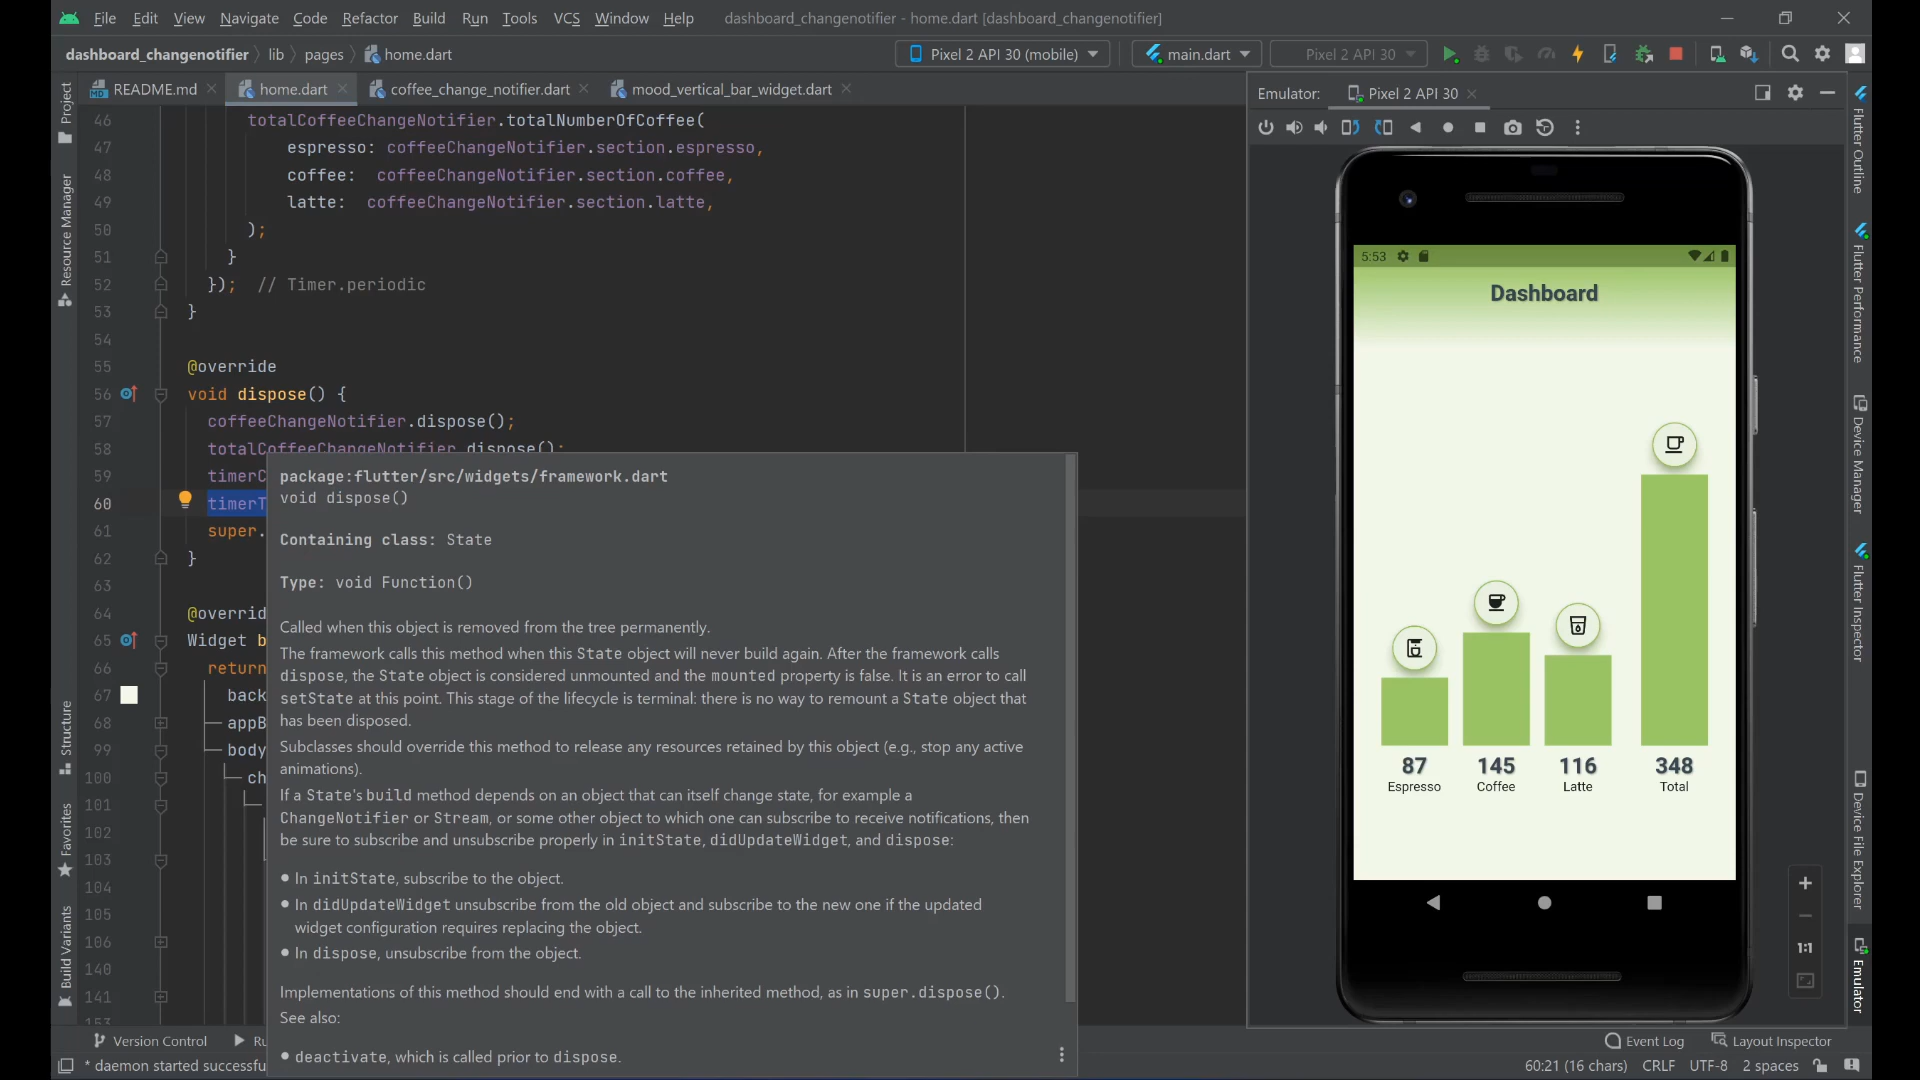 File Edit View Navigate Code Refactor Build Run Tools VCS Window Help dashboard_changenotifier - home.dart [dashboard_changenotifier]
dashboard_changenotifier lib pages home.dart Pixel 2 API 30 (mobile) main.dart Pixel 2 API 30
README.md home.dart coffee_change_notifier.dart mood_vertical_bar_widget.dart
Project
Resource Manager
Structure
Favorites
Build Variants
46 totalCoffeeChangeNotifier.totalNumberOfCoffee(
47 espresso: coffeeChangeNotifier.section.espresso,
48 coffee: coffeeChangeNotifier.section.coffee,
49 latte: coffeeChangeNotifier.section.latte,
50 );
51 }
52 }); // Timer.periodic
53 }
54
55 @override
56 void dispose() {
57 coffeeChangeNotifier.dispose();
58 totalCoffeeChangeNotifier.dispose();
59 timerC
60 timerT
61 super.
62 }
63
64 @overrid
65 Widget b
66 return
67 back
68 appB
99 body
100 ch
101
102
103
104
105
106
140
141
153
package:flutter/src/widgets/framework.dart
void dispose()
Containing class: State
Type: void Function()
Called when this object is removed from the tree permanently.
The framework calls this method when this State object will never build again. After the framework calls
dispose, the State object is considered unmounted and the mounted property is false. It is an error to call
setState at this point. This stage of the lifecycle is terminal: there is no way to remount a State object that
has been disposed.
Subclasses should override this method to release any resources retained by this object (e.g., stop any active
animations).
If a State's build method depends on an object that can itself change state, for example a
ChangeNotifier or Stream, or some other object to which one can subscribe to receive notifications, then
be sure to subscribe and unsubscribe properly in initState, didUpdateWidget, and dispose:
● In initState, subscribe to the object.
● In didUpdateWidget unsubscribe from the old object and subscribe to the new one if the updated
widget configuration requires replacing the object.
● In dispose, unsubscribe from the object.
Implementations of this method should end with a call to the inherited method, as in super.dispose().
See also:
● deactivate, which is called prior to dispose.
Emulator: Pixel 2 API 30
5:53
Dashboard
87 145 116 348
Espresso Coffee Latte Total
1:1
Flutter Outline
Flutter Performance
Device Manager
Flutter Inspector
Device File Explorer
Emulator
Version Control Ru Event Log Layout Inspector
* daemon started successfu 60:21 (16 chars) CRLF UTF-8 2 spaces